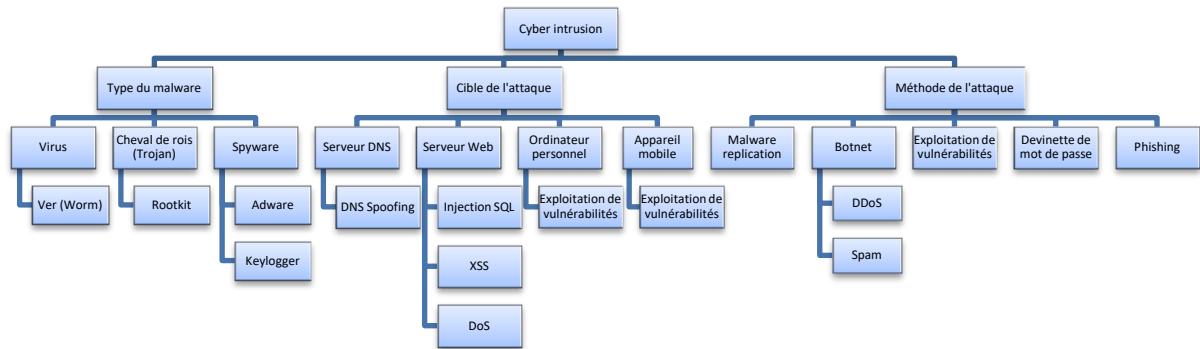 Cyber intrusion
Type du malware
Cible de l'attaque
Méthode de l'attaque
Virus
Cheval de rois
(Trojan)
Spyware
Serveur DNS
Serveur Web
Ordinateur
personnel
Appareil
mobile
Malware
replication
Botnet
Exploitation de
vulnérabilités
Devinette de
mot de passe
Phishing
Ver (Worm)
Rootkit
Adware
DNS Spoofing
Injection SQL
Exploitation de
vulnérabilités
Exploitation de
vulnérabilités
DDoS
Keylogger
XSS
Spam
DoS